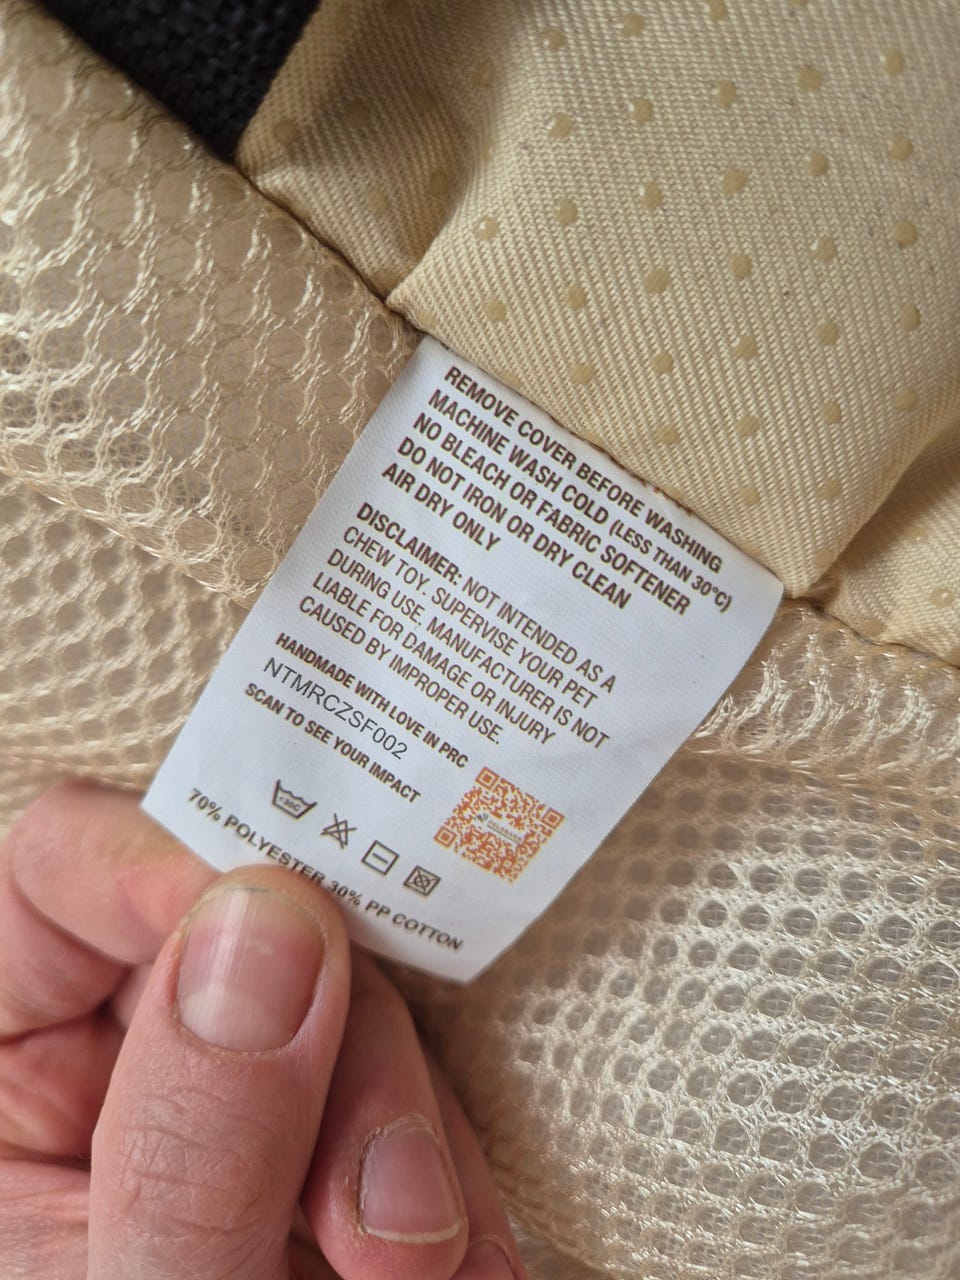 REMOVE COVER BEFORE WASHING
MACHINE WASH COLD (LESS THAN 30°C)
NO BLEACH OR FABRIC SOFTENER
DO NOT IRON OR DRY CLEAN
AIR DRY ONLY
DISCLAIMER: NOT INTENDED AS A
CHEW TOY. SUPERVISE YOUR PET
DURING USE, MANUFACTURER IS NOT
LIABLE FOR DAMAGE OR INJURY
CAUSED BY IMPROPER USE.
HANDMADE WITH LOVE IN PRC
NTMRCZSF002
SCAN TO SEE YOUR IMPACT
<30C
70% POLYESTER 30% PP COTTON